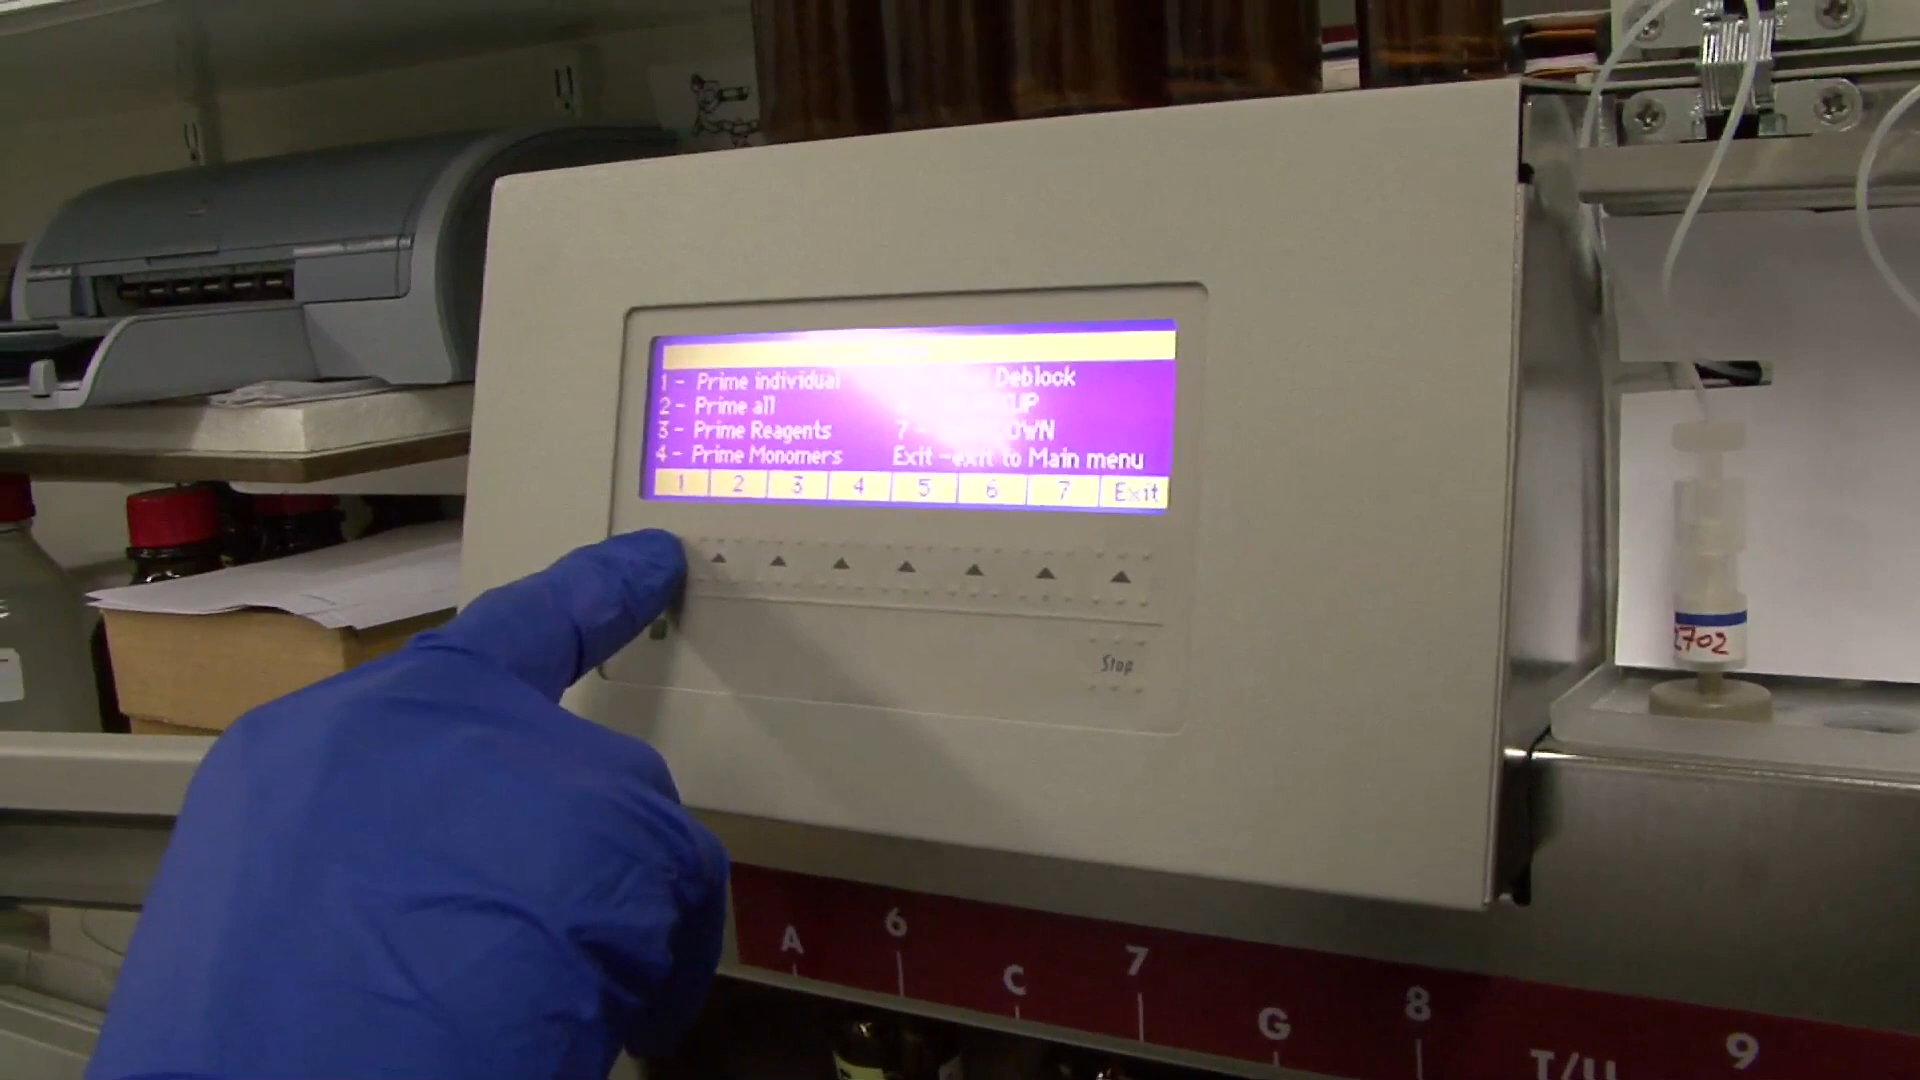 1 - Prime individual
Deblock
2 - Prime all
3 - Prime Reagents
7 -
4 - Prime Monomers
Exit -exit to Main menu
1 2 3 4 5 6 7 Exit
Stop
2702
A 6 C 7 G 8 T/U 9